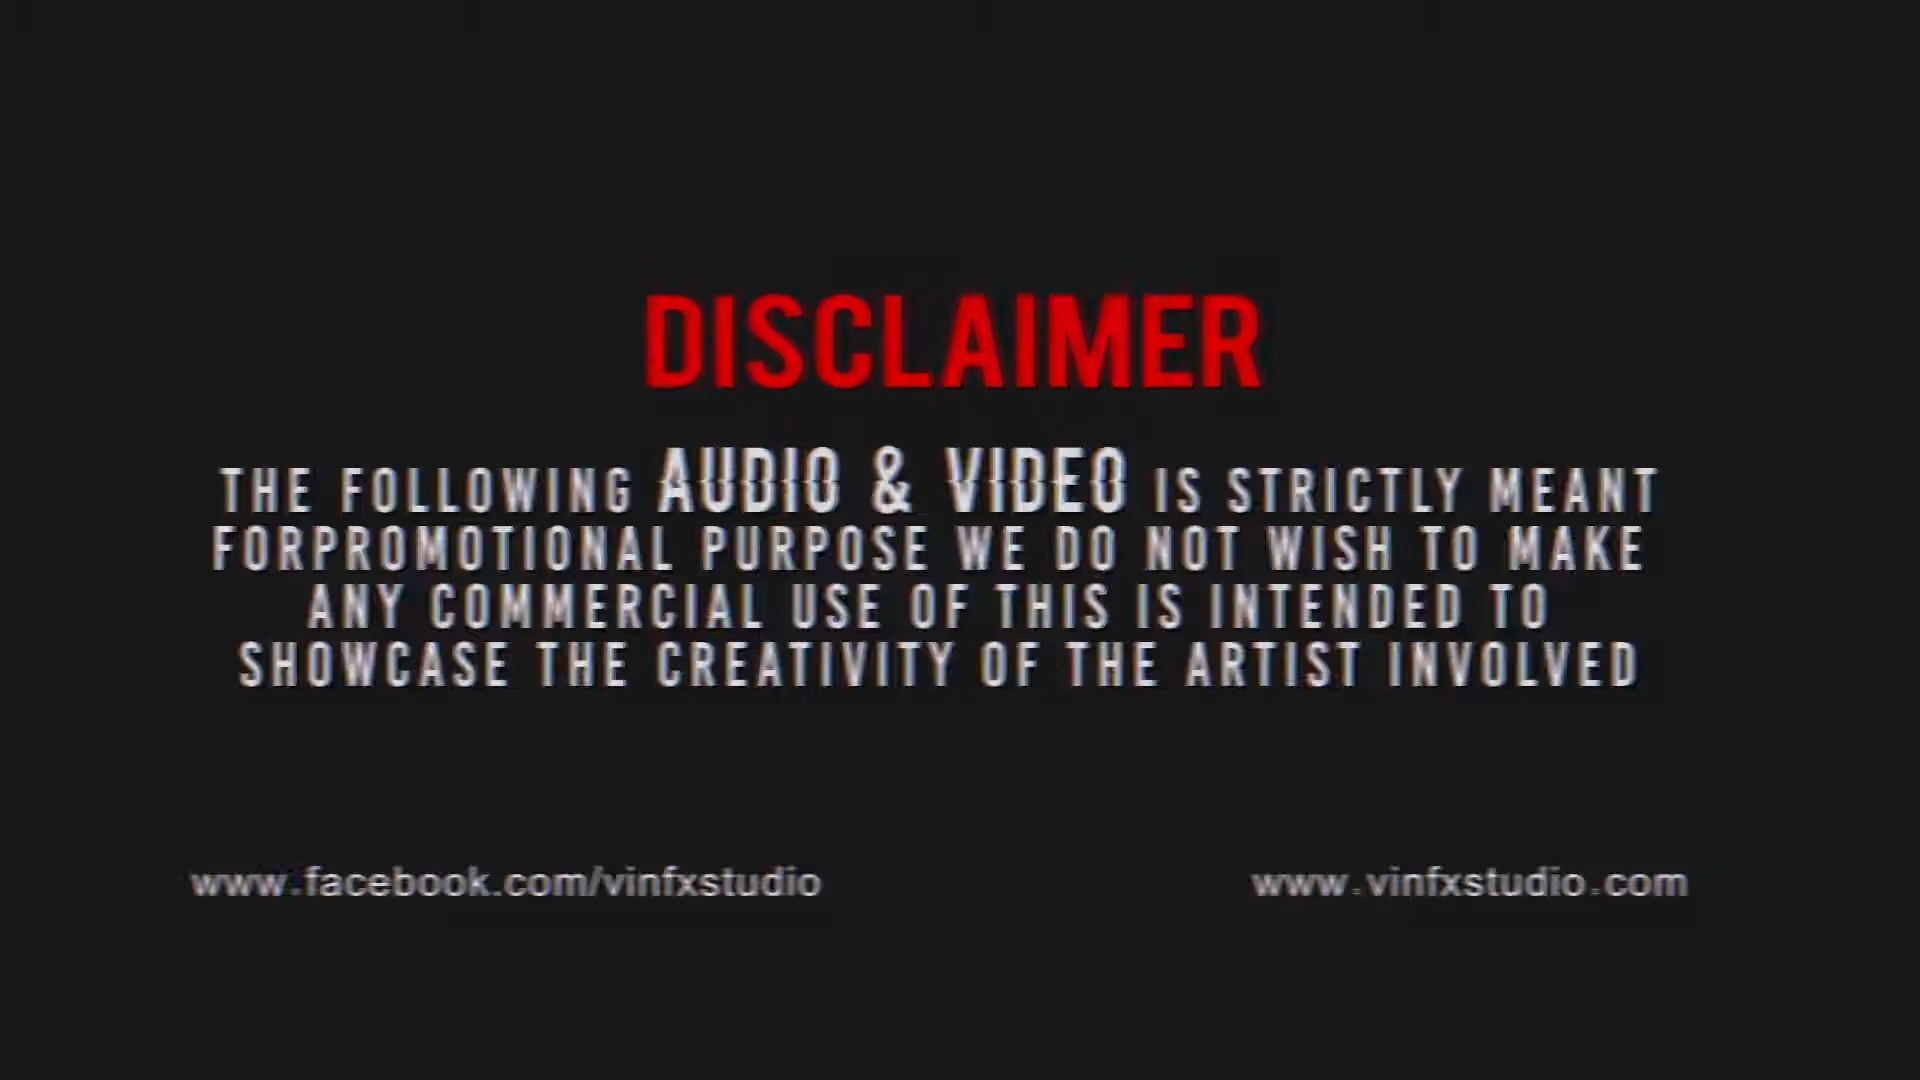 DISCLAIMER
THE FOLLOWING AUDIO & VIDEO IS STRICTLY MEANT
FORPROMOTIONAL PURPOSE WE DO NOT WISH TO MAKE
ANY COMMERCIAL USE OF THIS IS INTENDED TO
SHOWCASE THE CREATIVITY OF THE ARTIST INVOLVED
www.facebook.com/vinfxstudio
www.vinfxstudio.com